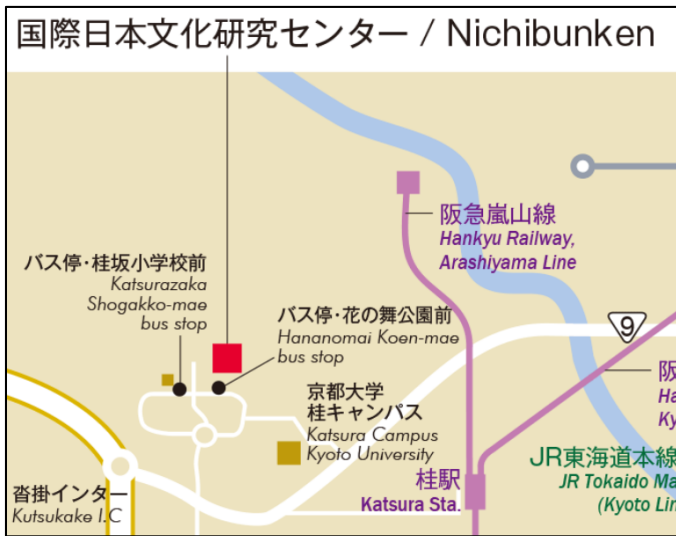 国際日本文化研究センター / Nichibunken
阪急嵐山線
Hankyu Railway,
Arashiyama Line
バス停・桂坂小学校前
Katsurazaka
Shogakko-mae
bus stop
バス停・花の舞公園前
Hananomai Koen-mae
bus stop
9
京都大学
桂キャンパス
Katsura Campus
Kyoto University
阪
Ha
Ky
JR東海道本線
JR Tokaido Ma
(Kyoto Lin
桂駅
Katsura Sta.
沓掛インター
Kutsukake I.C